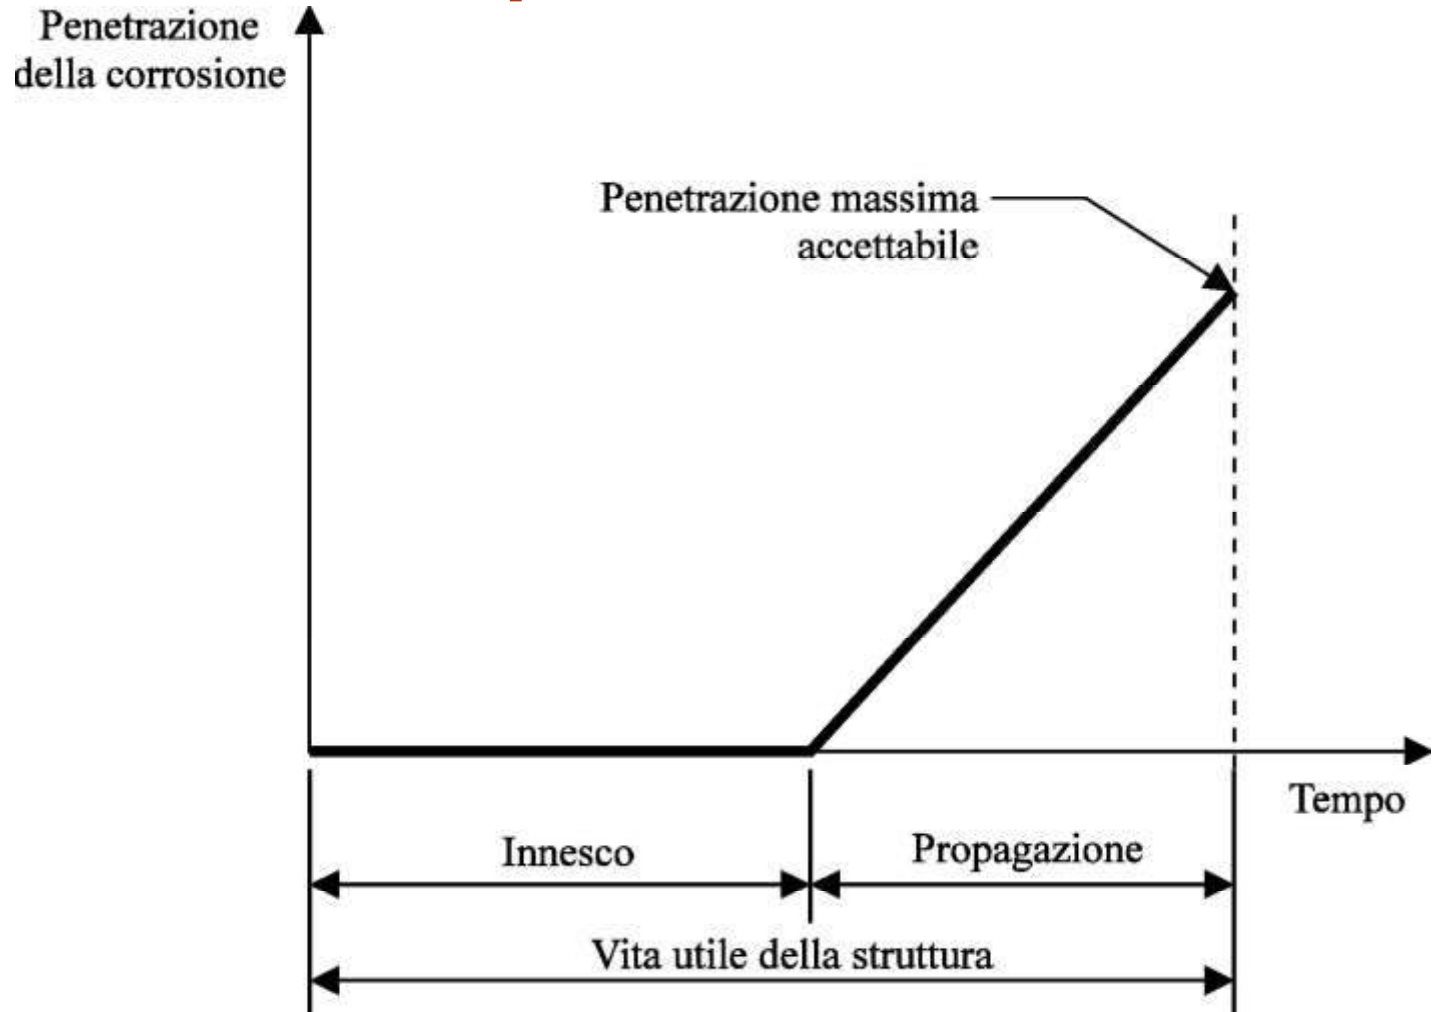 Penetrazione
della corrosione
Penetrazione massima
accettabile
Tempo
Innesco
Propagazione
Vita utile della struttura